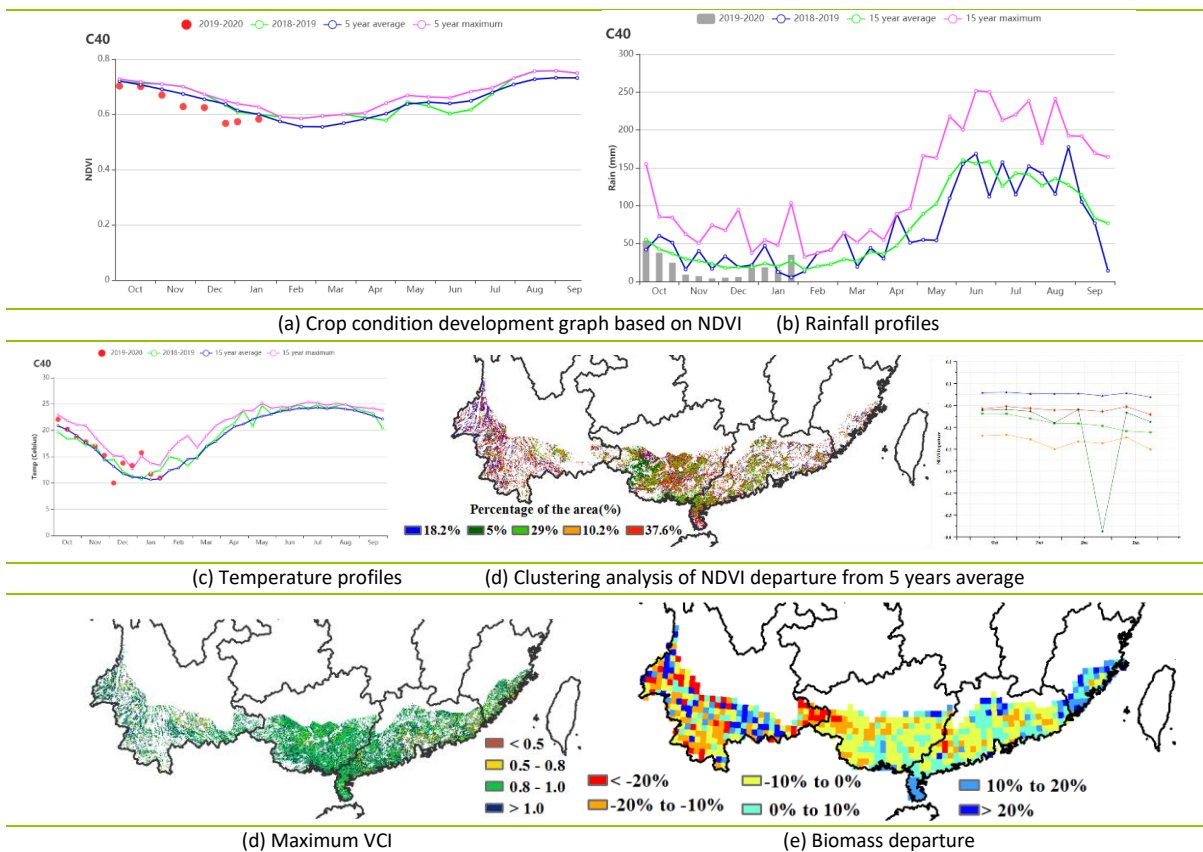 2019-2020 2018-2019 5 year average 5 year maximum
C40
0.8
0.6
0.4
0.2
0
NDVI
Oct Nov Dec Jan Feb Mar Apr May Jun Jul Aug Sep
2019-2020 2018-2019 15 year average 15 year maximum
C40
300
250
200
150
100
50
0
Rain (mm)
Oct Nov Dec Jan Feb Mar Apr May Jun Jul Aug Sep
(a) Crop condition development graph based on NDVI (b) Rainfall profiles
2019-2020 2018-2019 15 year average 15 year maximum
C40
30
25
20
15
10
5
0
Temp (Celsius)
Oct Nov Dec Jan Feb Mar Apr May Jun Jul Aug Sep
Percentage of the area(%)
18.2% 5% 29% 10.2% 37.6%
(c) Temperature profiles (d) Clustering analysis of NDVI departure from 5 years average
< 0.5
0.5 - 0.8
0.8 - 1.0
> 1.0
< -20% -10% to 0% 10% to 20%
-20% to -10% 0% to 10% > 20%
(d) Maximum VCI (e) Biomass departure